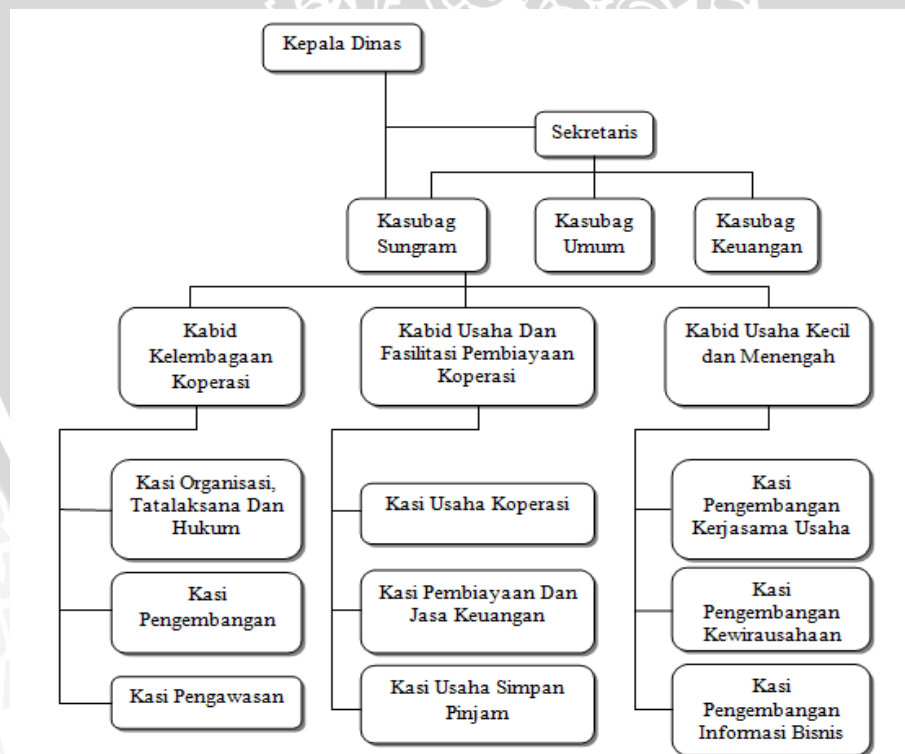 Kepala Dinas
Sekretaris
Kasubag
Sungram
Kasubag
Umum
Kasubag
Keuangan
Kabid
Kelembagaan
Koperasi
Kabid Usaha Dan
Fasilitasi Pembiayaan
Koperasi
Kabid Usaha Kecil
dan Menengah
Kasi Organisasi,
Tatalaksana Dan
Hukum
Kasi
Pengembangan
Kasi Pengawasan
Kasi Usaha Koperasi
Kasi Pembiayaan Dan
Jasa Keuangan
Kasi Usaha Simpan
Pinjam
Kasi
Pengembangan
Kerjasama Usaha
Kasi
Pengembangan
Kewirausahaan
Kasi
Pengembangan
Informasi Bisnis